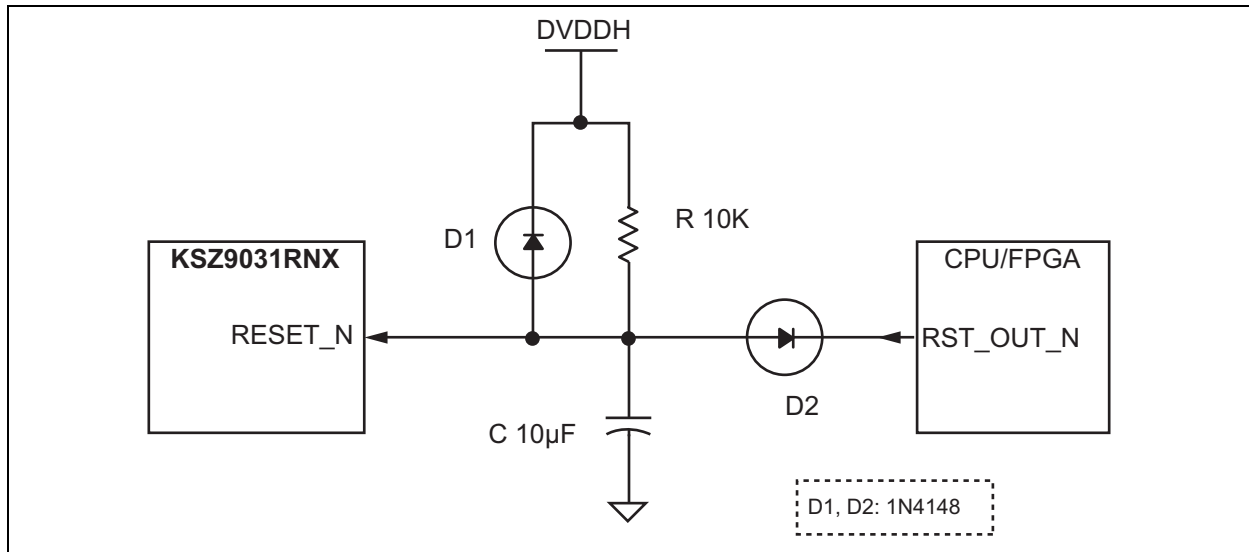 DVDDH
D1
R 10K
KSZ9031RNX
CPU/FPGA
RESET_N
RST_OUT_N
D2
C 10µF
D1, D2: 1N4148